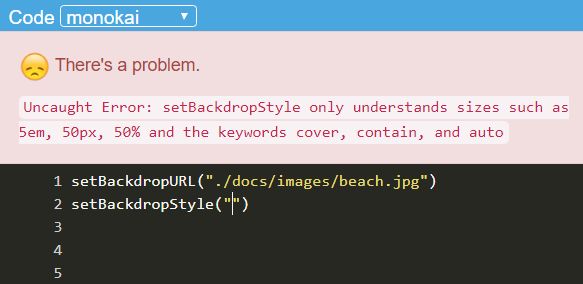 Code monokai
There's a problem.
Uncaught Error: setBackdropStyle only understands sizes such as
5em, 50px, 50% and the keywords cover, contain, and auto
1 setBackdropURL("./docs/images/beach.jpg")
2 setBackdropStyle("")
3
4
5